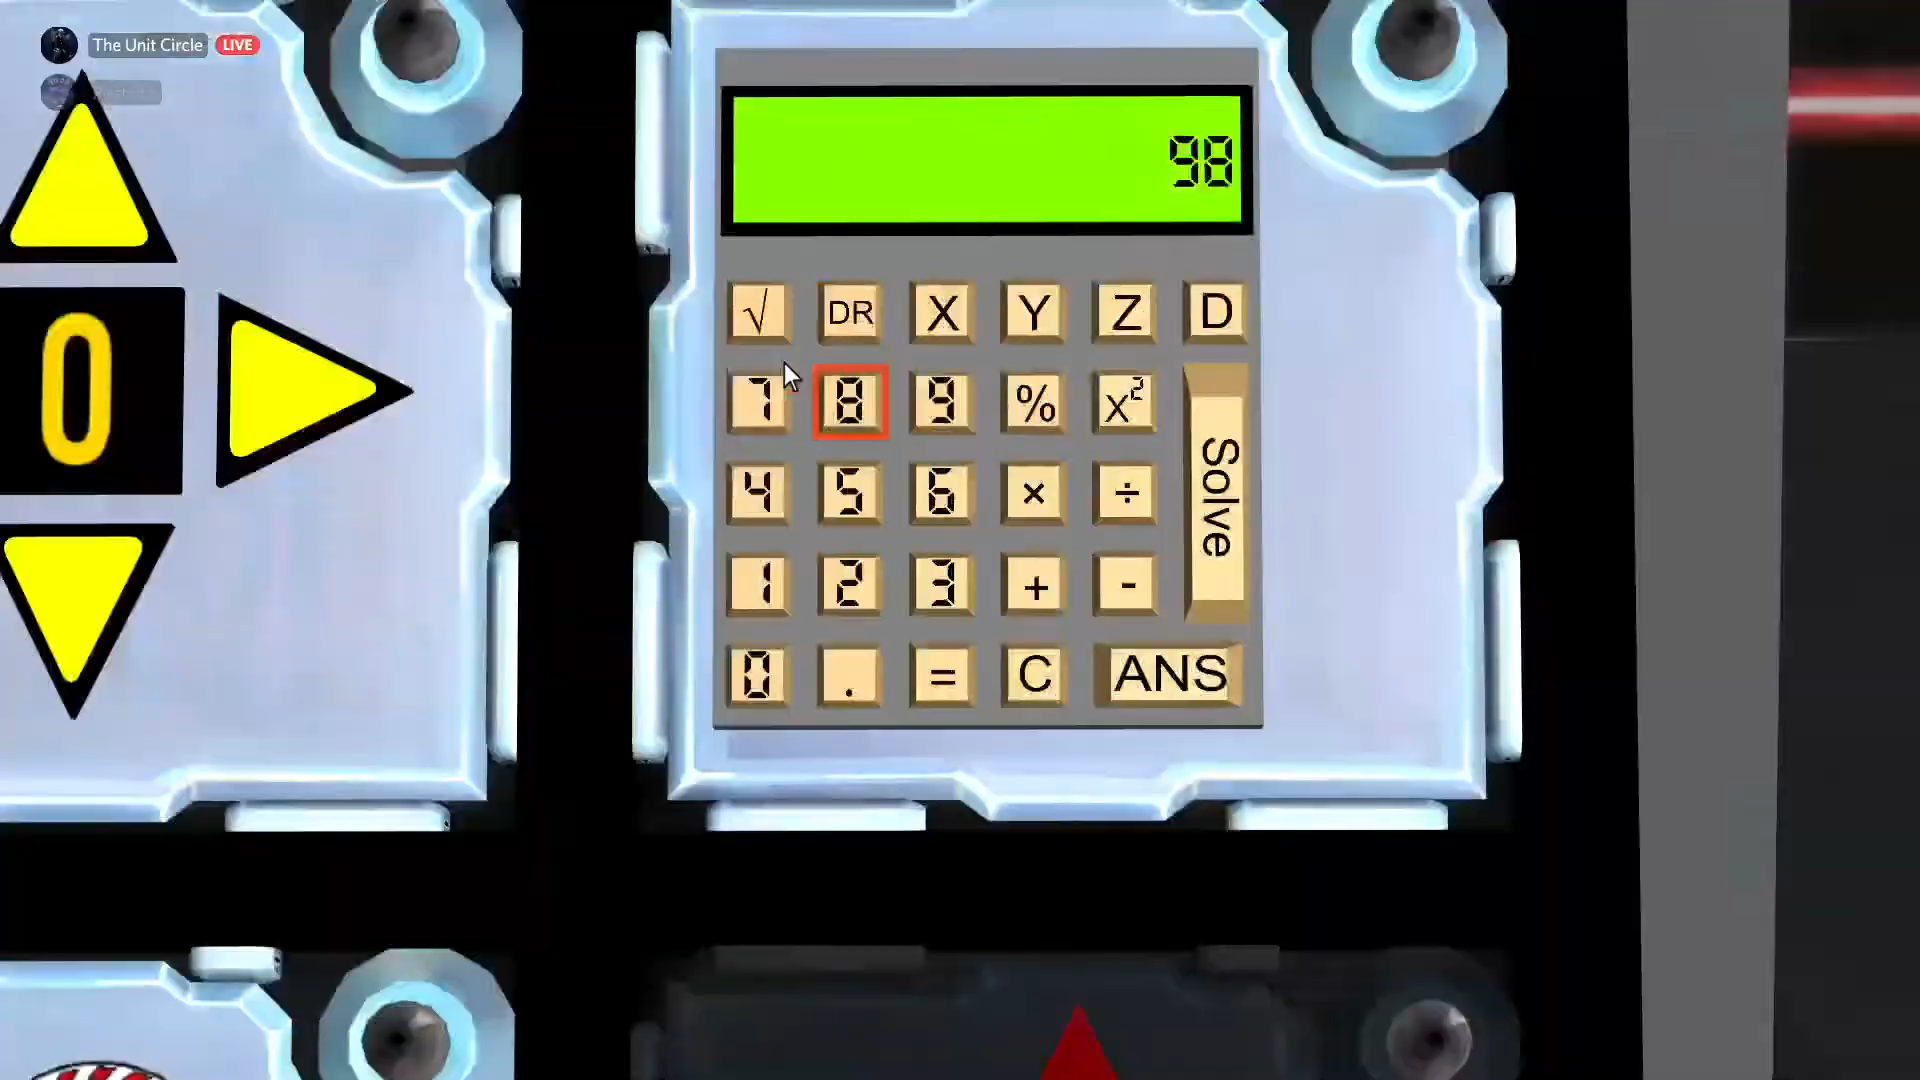 The Unit Circle LIVE
98
√ DR X Y Z D
0
7 8 9 % X²
Solve
4 5 6 × ÷
1 2 3 + -
0 . = C ANS